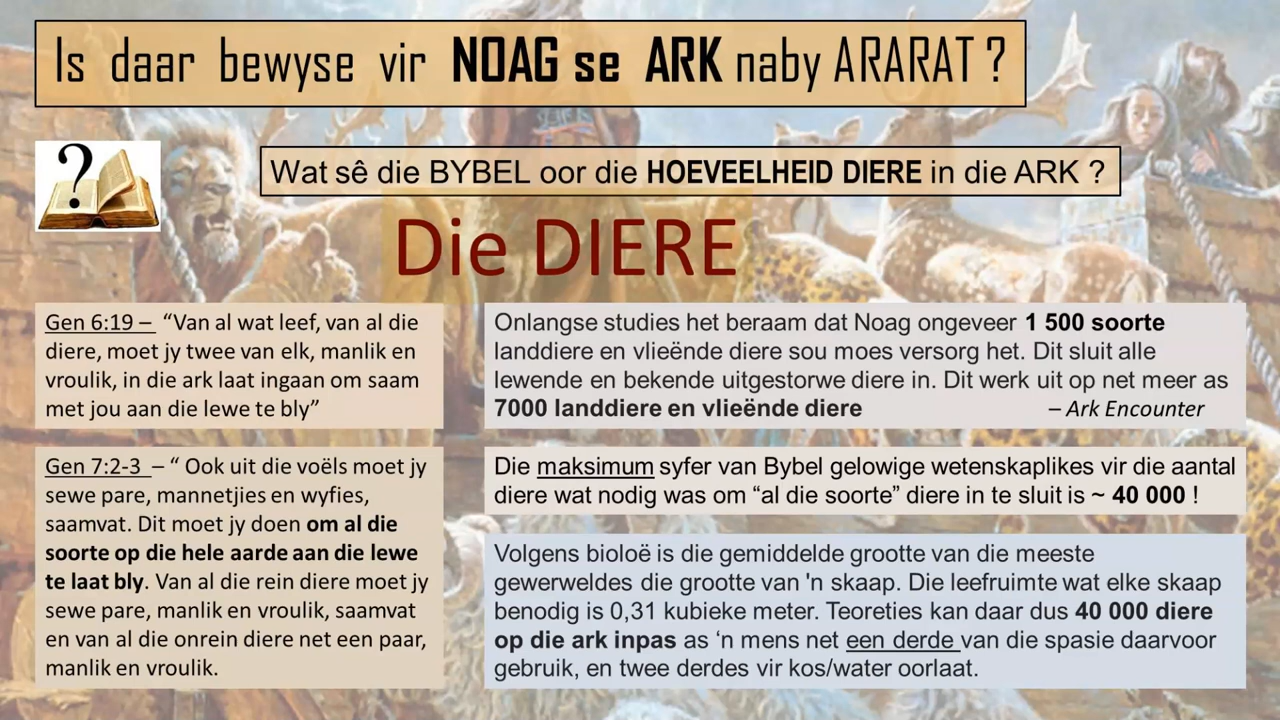 Is daar bewyse vir NOAG se ARK naby ARARAT ?
?
Wat sê die BYBEL oor die HOEVEELHEID DIERE in die ARK ?
Die DIERE
Gen 6:19 – “Van al wat leef, van al die
diere, moet jy twee van elk, manlik en
vroulik, in die ark laat ingaan om saam
met jou aan die lewe te bly”
Gen 7:2-3 – “ Ook uit die voëls moet jy
sewe pare, mannetjies en wyfies,
saamvat. Dit moet jy doen om al die
soorte op die hele aarde aan die lewe
te laat bly. Van al die rein diere moet jy
sewe pare, manlik en vroulik, saamvat
en van al die onrein diere net een paar,
manlik en vroulik.
Onlangse studies het beraam dat Noag ongeveer 1 500 soorte
landdiere en vlieënde diere sou moes versorg het. Dit sluit alle
lewende en bekende uitgestorwe diere in. Dit werk uit op net meer as
7000 landdiere en vlieënde diere – Ark Encounter
Die maksimum syfer van Bybel gelowige wetenskaplikes vir die aantal
diere wat nodig was om “al die soorte” diere in te sluit is ~ 40 000 !
Volgens bioloë is die gemiddelde grootte van die meeste
gewerweldes die grootte van 'n skaap. Die leefruimte wat elke skaap
benodig is 0,31 kubieke meter. Teoreties kan daar dus 40 000 diere
op die ark inpas as ‘n mens net een derde van die spasie daarvoor
gebruik, en twee derdes vir kos/water oorlaat.